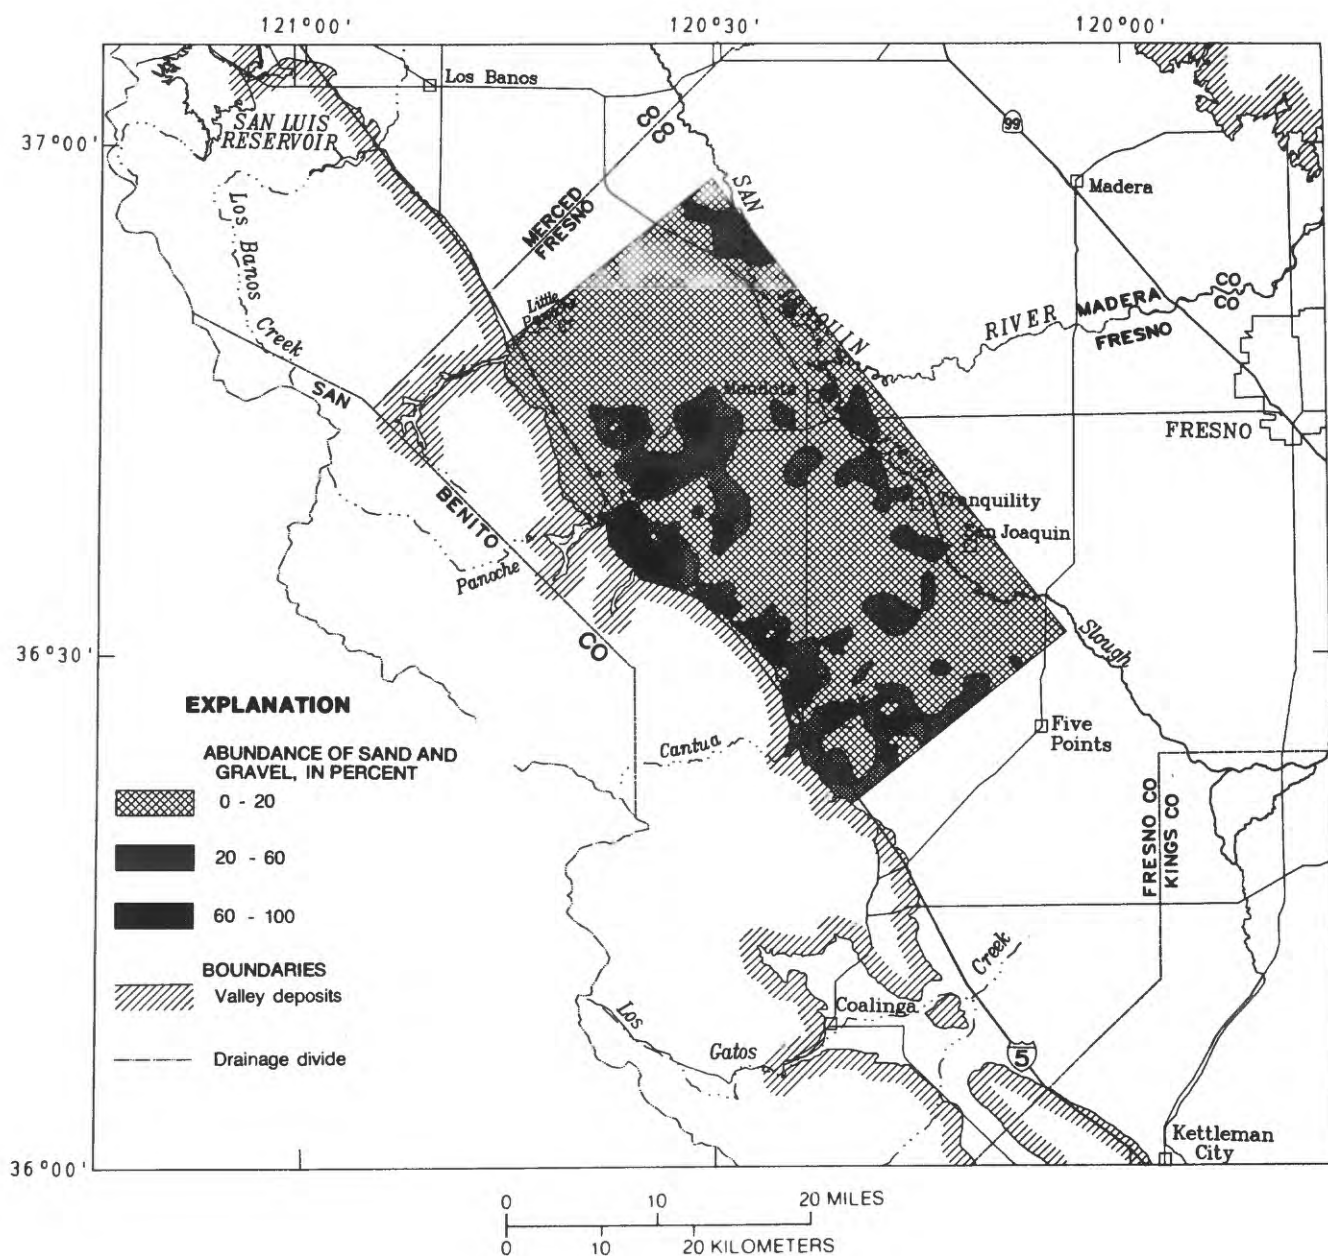 121°00'
120°30'
120°00'
Los Banos
SAN LUIS
RESERVOIR
37°00'
CO
CO
99
SAN
Madera
Los Banos Creek
MERCED
FRESNO
Little
CO
CO
RIVER
MADERA
FRESNO
SAN BENITO CO
Mendota
FRESNO
Tranquility
San Joaquin
Panoche
36°30'
Slough
EXPLANATION
ABUNDANCE OF SAND AND
GRAVEL, IN PERCENT
0 - 20
20 - 60
60 - 100
BOUNDARIES
Valley deposits
Drainage divide
Cantua
Five
Points
FRESNO CO
KINGS CO
Creek
Coalinga
Los
Gatos
5
Kettleman
City
36°00'
0 10 20 MILES
0 10 20 KILOMETERS